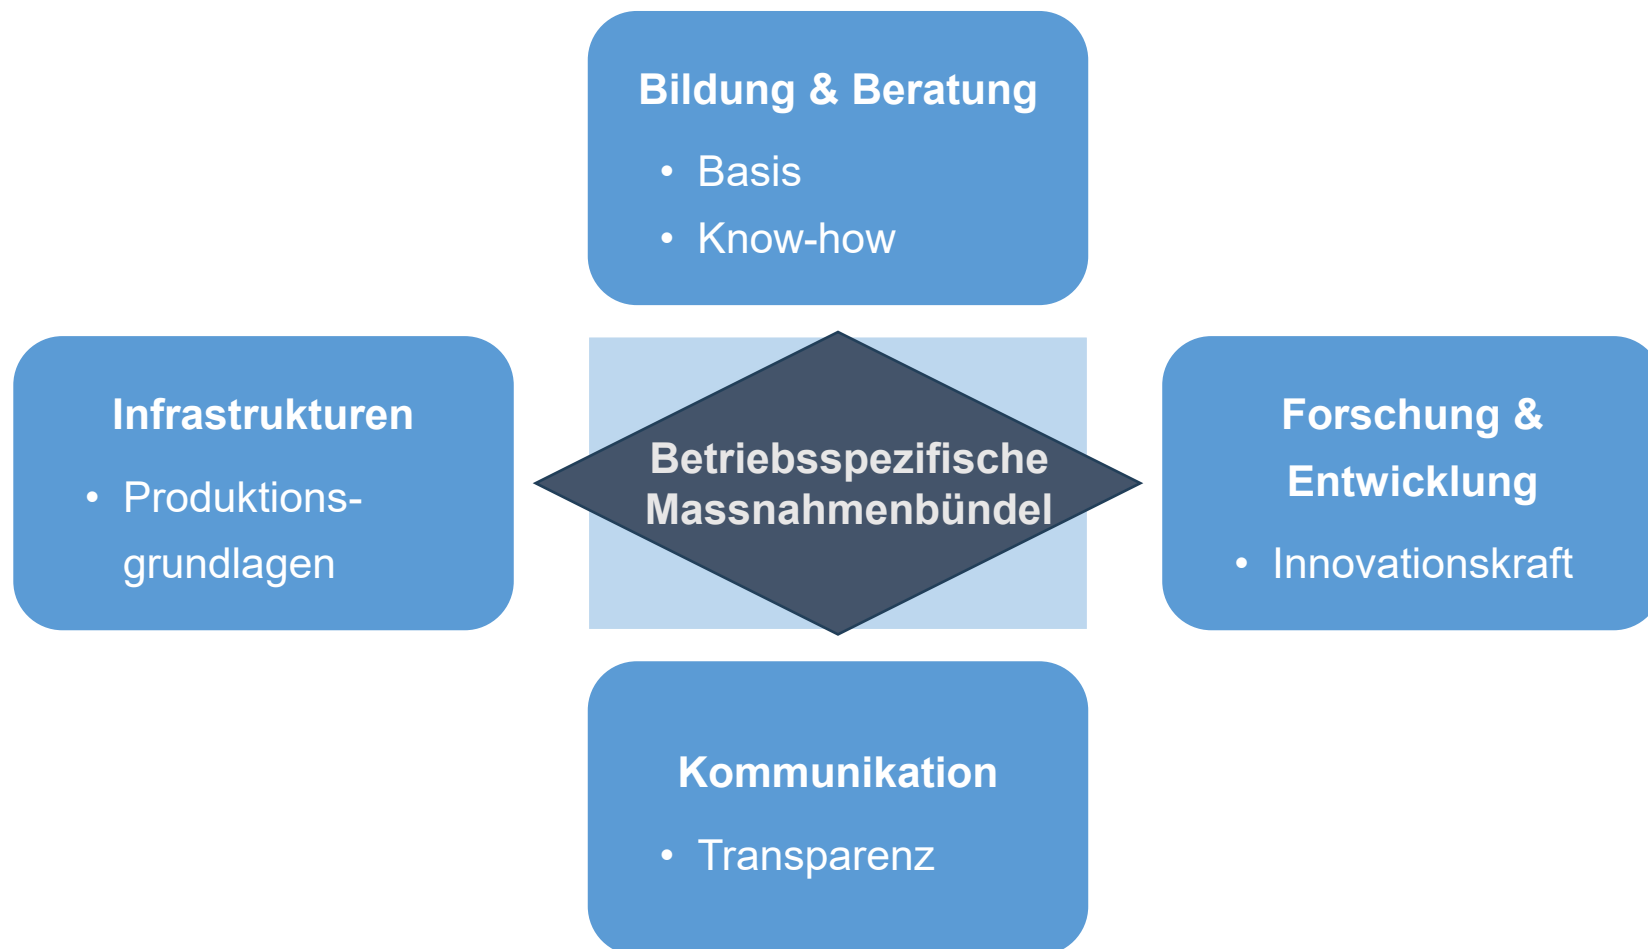 Bildung & Beratung
• Basis
• Know-how
Infrastrukturen
• Produktions-
grundlagen
Betriebsspezifische
Massnahmenbündel
Forschung &
Entwicklung
• Innovationskraft
Kommunikation
• Transparenz